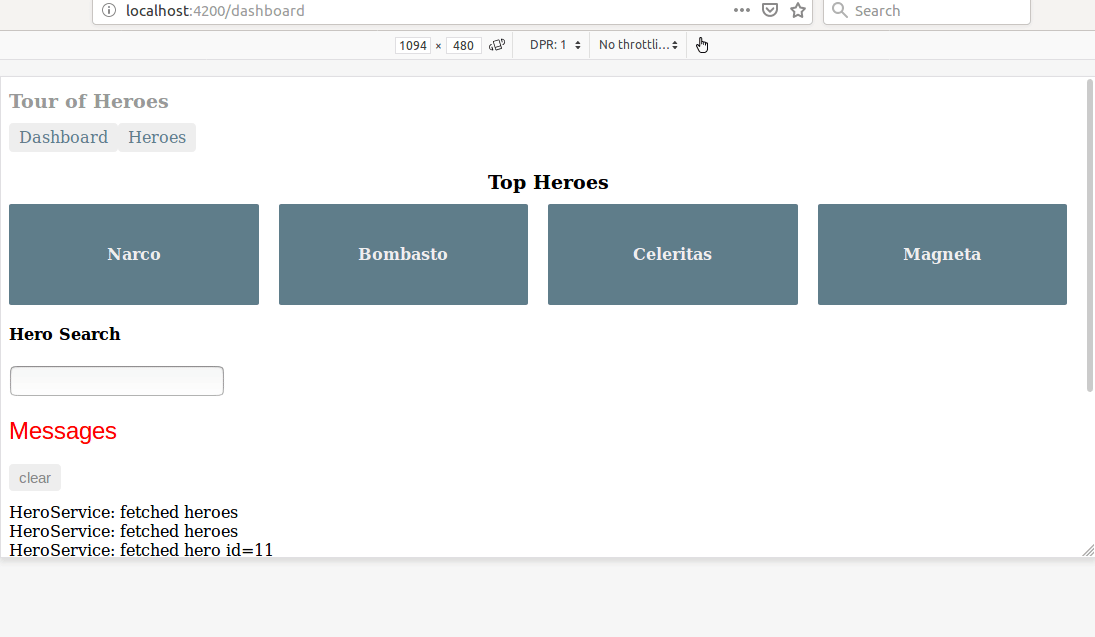 localhost:4200/dashboard
Search
1094 × 480 DPR: 1 No throttli...
Tour of Heroes
Dashboard Heroes
Top Heroes
Narco Bombasto Celeritas Magneta
Hero Search
Messages
clear
HeroService: fetched heroes
HeroService: fetched heroes
HeroService: fetched hero id=11